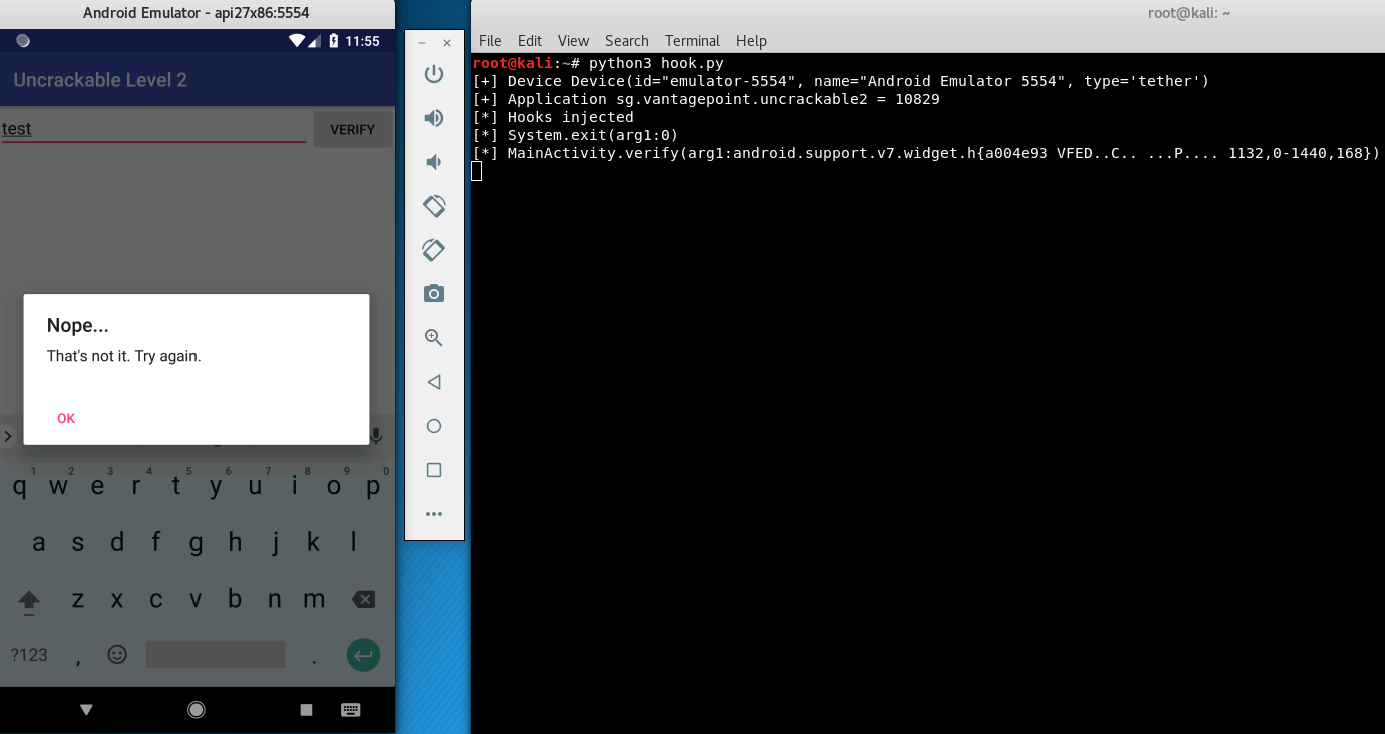 Android Emulator - api27x86:5554
11:55
Uncrackable Level 2
test
VERIFY
Nope...
That's not it. Try again.
OK
1 2 3 4 5 6 7 8 9 0
q w e r t y u i o p
a s d f g h j k l
z x c v b n m
?123 , .
root@kali: ~
File Edit View Search Terminal Help
root@kali:~# python3 hook.py
[+] Device Device(id="emulator-5554", name="Android Emulator 5554", type='tether')
[+] Application sg.vantagepoint.uncrackable2 = 10829
[*] Hooks injected
[*] System.exit(arg1:0)
[*] MainActivity.verify(arg1:android.support.v7.widget.h{a004e93 VFED..C.. ...P.... 1132,0-1440,168})